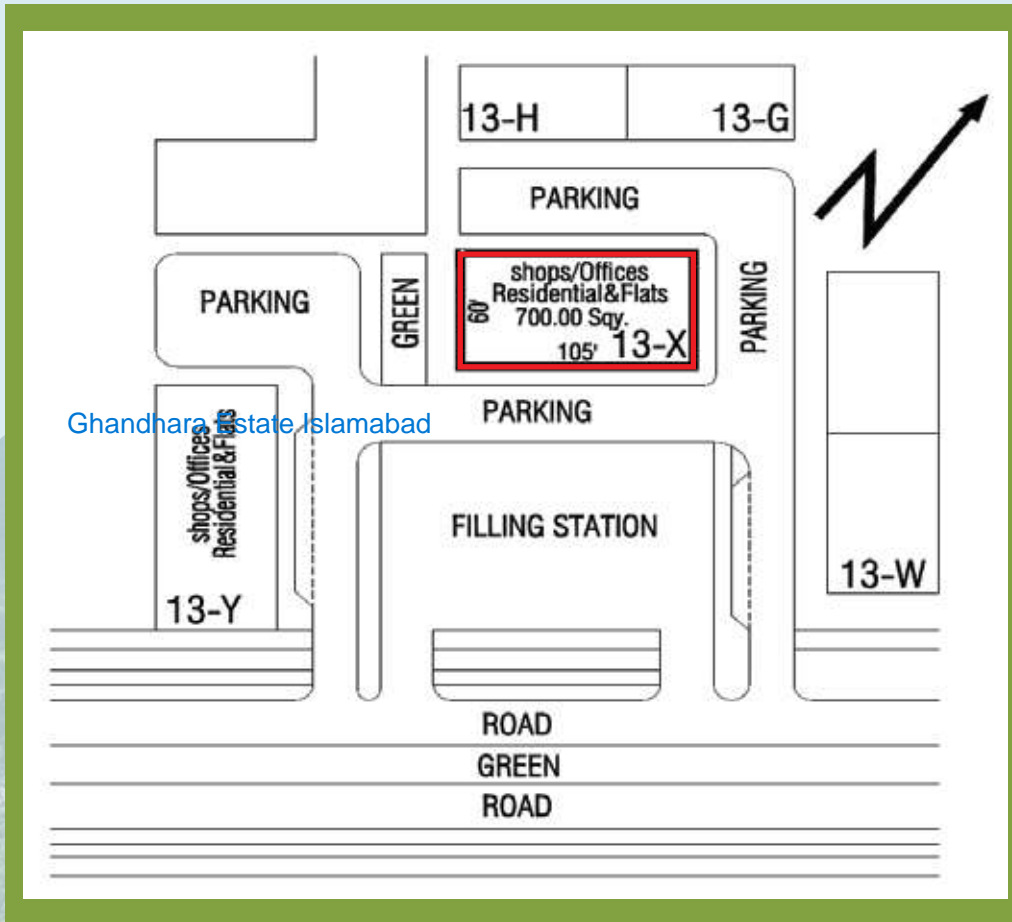 13-H
13-G
PARKING
PARKING
GREEN
shops/Offices
Residential&Flats
60'
700.00 Sqy.
105' 13-X
PARKING
PARKING
Ghandhara Estate Islamabad
shops/Offices
Residential&Flats
13-Y
FILLING STATION
13-W
ROAD
GREEN
ROAD